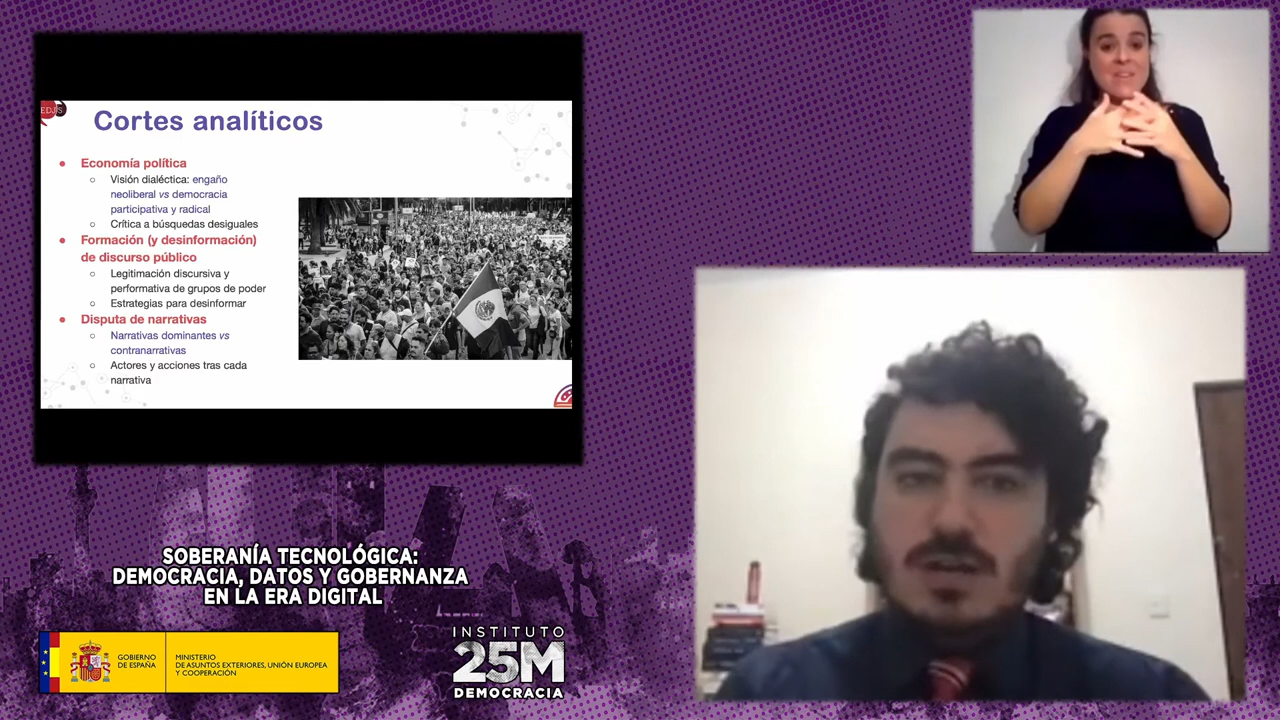 EDJS
Cortes analíticos
● Economía política
○ Visión dialéctica: engaño
neoliberal vs democracia
participativa y radical
○ Crítica a búsquedas desiguales
● Formación (y desinformación)
de discurso público
○ Legitimación discursiva y
performativa de grupos de poder
○ Estrategias para desinformar
● Disputa de narrativas
○ Narrativas dominantes vs
contranarrativas
○ Actores y acciones tras cada
narrativa
SOBERANÍA TECNOLÓGICA:
DEMOCRACIA, DATOS Y GOBERNANZA
EN LA ERA DIGITAL
GOBIERNO
DE ESPAÑA
MINISTERIO
DE ASUNTOS EXTERIORES, UNIÓN EUROPEA
Y COOPERACIÓN
INSTITUTO
25M
DEMOCRACIA